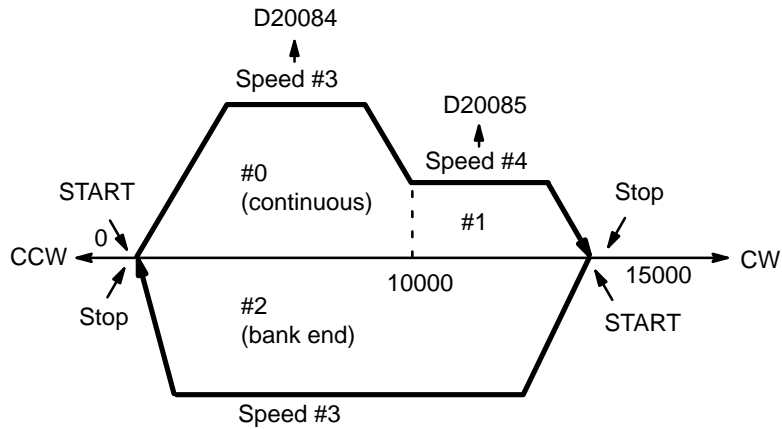 D20084
Speed #3
D20085
Speed #4
#0
(continuous)
START
Stop
#1
0
CCW
CW
10000
15000
Stop
#2
(bank end)
START
Speed #3